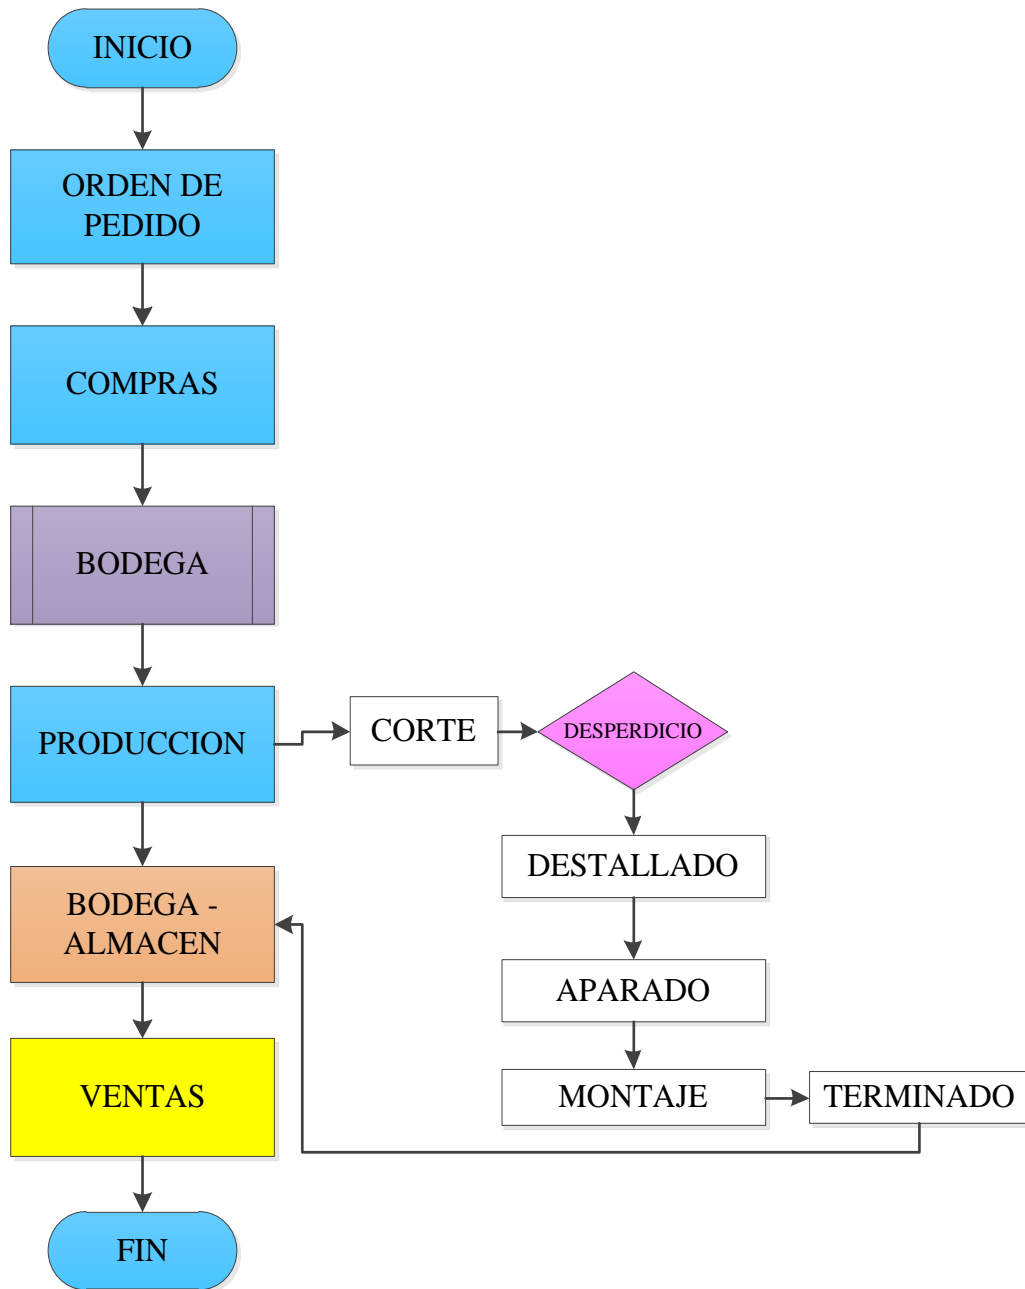 INICIO
ORDEN DE
PEDIDO
COMPRAS
BODEGA
PRODUCCION
CORTE
DESPERDICIO
DESTALLADO
APARADO
MONTAJE
TERMINADO
BODEGA -
ALMACEN
VENTAS
FIN